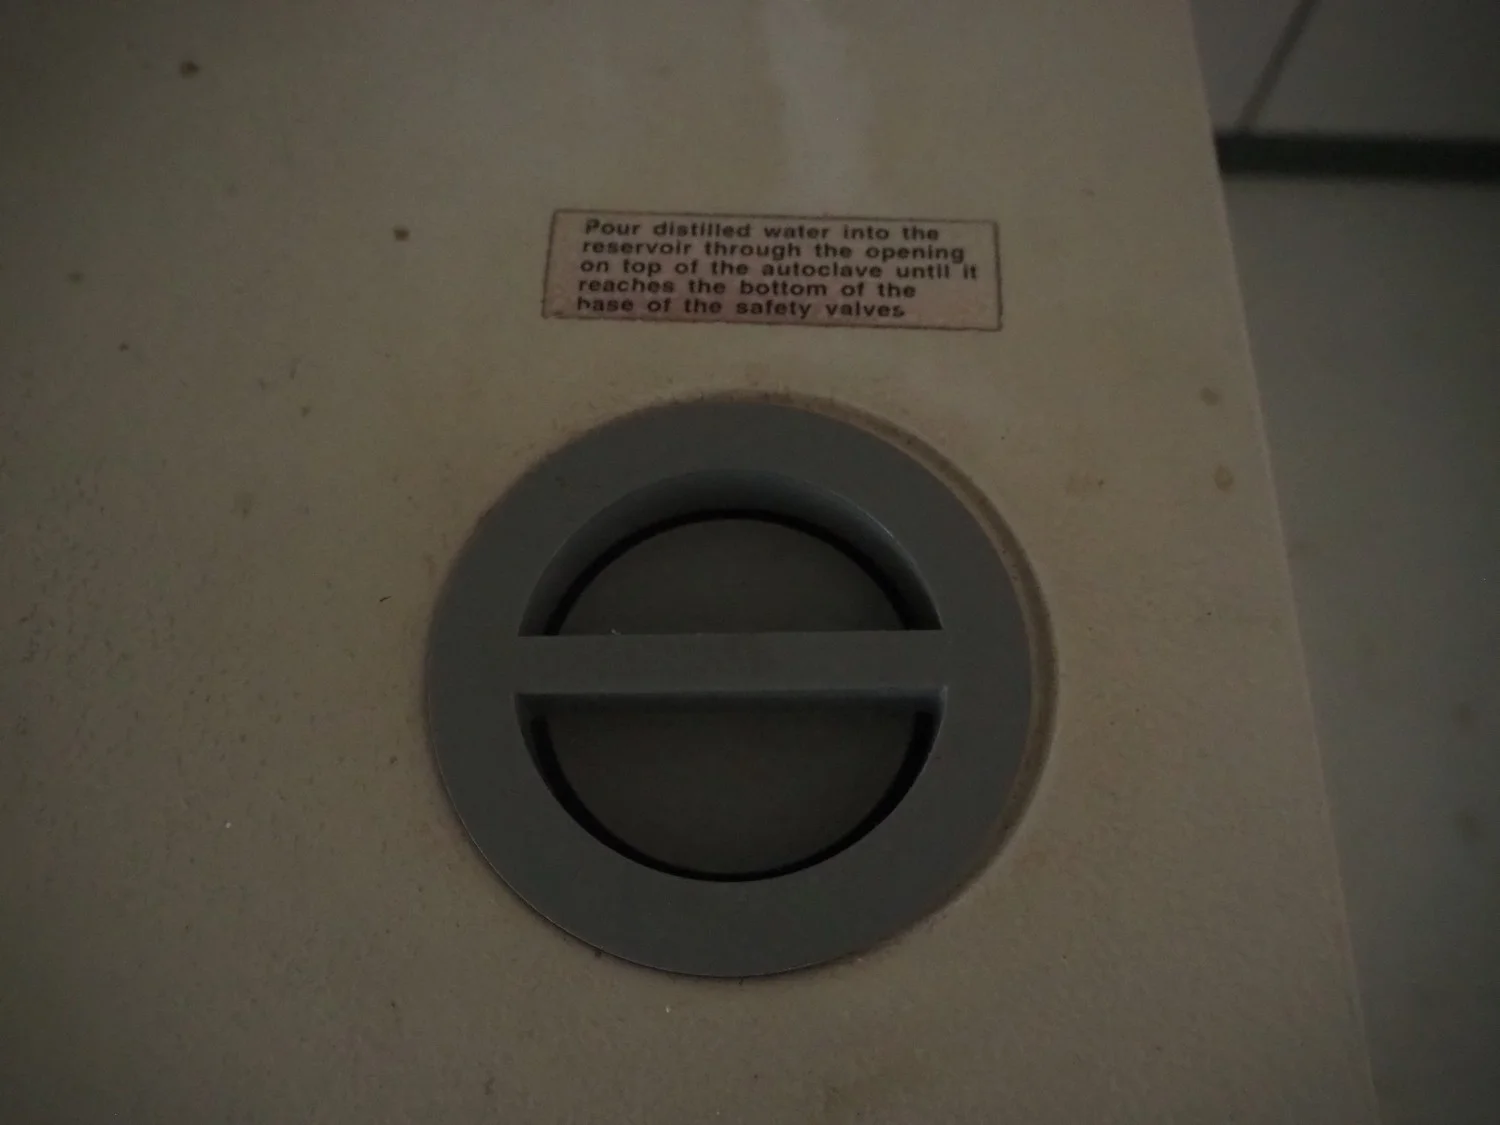 Pour distilled water into the
reservoir through the opening
on top of the autoclave until it
reaches the bottom of the
base of the safety valves